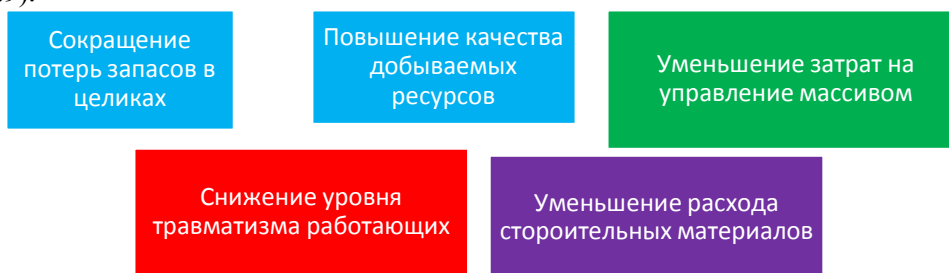 Сокращение
потерь запасов в
целиках
Повышение качества
добываемых
ресурсов
Уменьшение затрат на
управление массивом
Снижение уровня
травматизма работающих
Уменьшение расхода
стороительных материалов